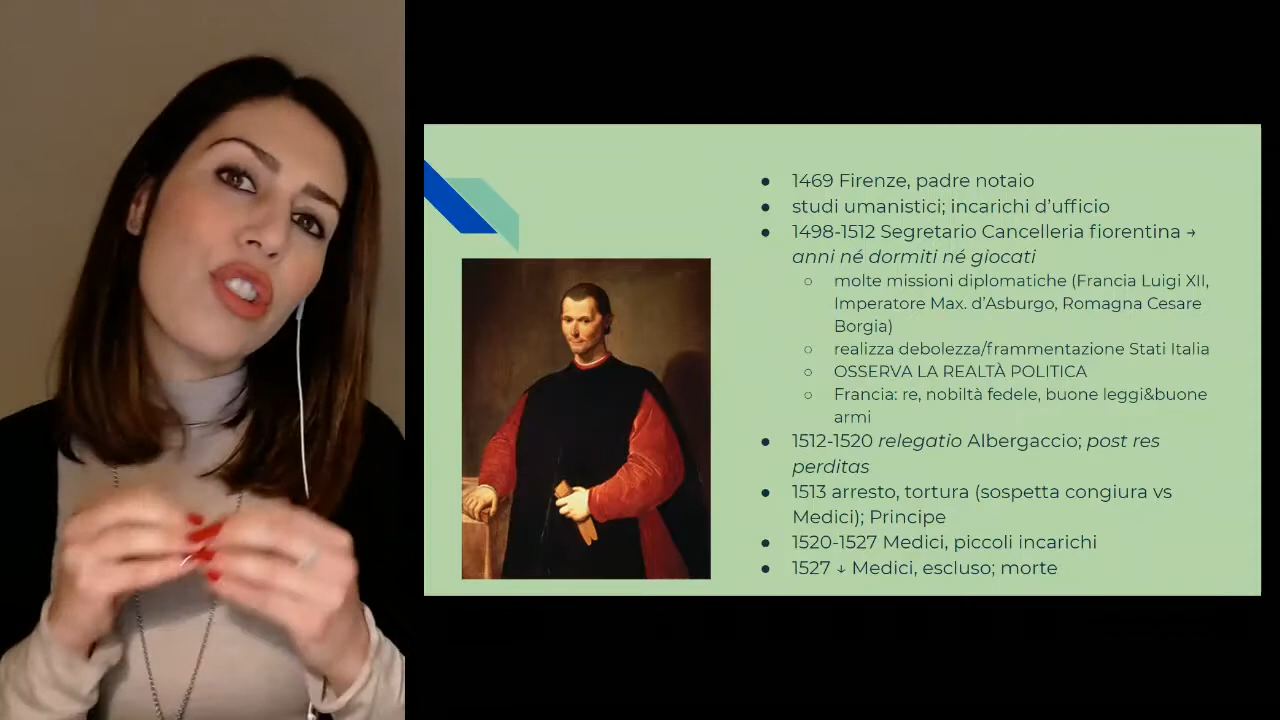 ● 1469 Firenze, padre notaio
● studi umanistici; incarichi d'ufficio
● 1498-1512 Segretario Cancelleria fiorentina →
anni né dormiti né giocati
○ molte missioni diplomatiche (Francia Luigi XII,
Imperatore Max. d'Asburgo, Romagna Cesare
Borgia)
○ realizza debolezza/frammentazione Stati Italia
○ OSSERVA LA REALTÀ POLITICA
○ Francia: re, nobiltà fedele, buone leggi&buone
armi
● 1512-1520 relegatio Albergaccio; post res
perditas
● 1513 arresto, tortura (sospetta congiura vs
Medici); Principe
● 1520-1527 Medici, piccoli incarichi
● 1527 ↓ Medici, escluso; morte